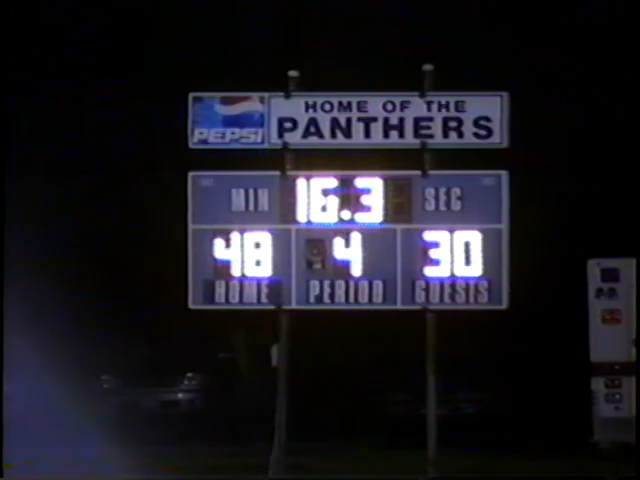 PEPSI HOME OF THE
PANTHERS
MIN 16.3 SEC
48 4 30
HOME PERIOD GUESTS